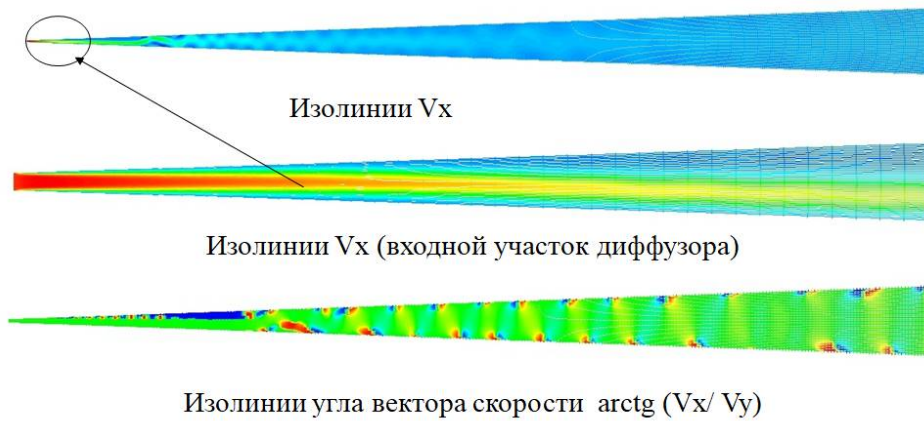 Изолинии Vx
Изолинии Vx (входной участок диффузора)
Изолинии угла вектора скорости arctg (Vx/ Vy)